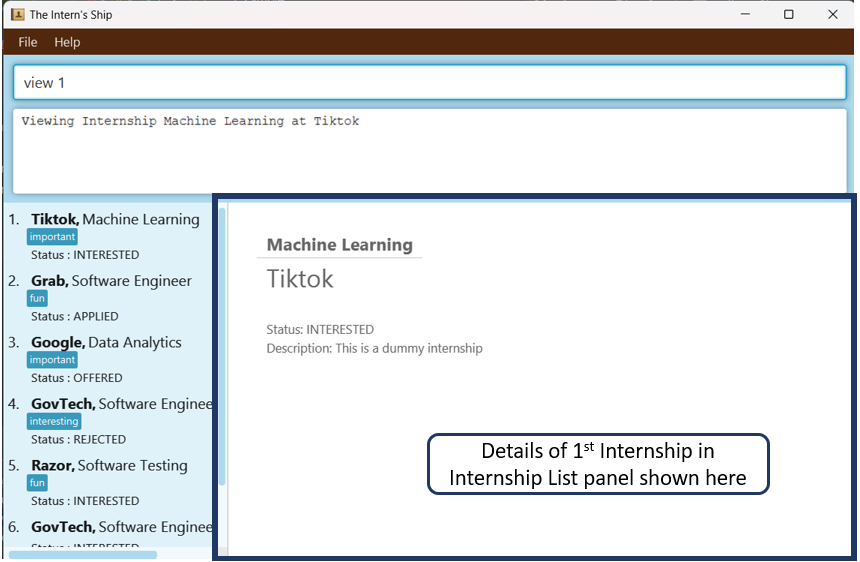 The Intern's Ship
File Help
view 1
Viewing Internship Machine Learning at Tiktok
1. Tiktok, Machine Learning
important
Status : INTERESTED
2. Grab, Software Engineer
fun
Status : APPLIED
3. Google, Data Analytics
important
Status : OFFERED
4. GovTech, Software Enginee
interesting
Status : REJECTED
5. Razor, Software Testing
fun
Status : INTERESTED
6. GovTech, Software Enginee
Status : INTERESTED
Machine Learning
Tiktok
Status: INTERESTED
Description: This is a dummy internship
Details of 1st Internship in
Internship List panel shown here